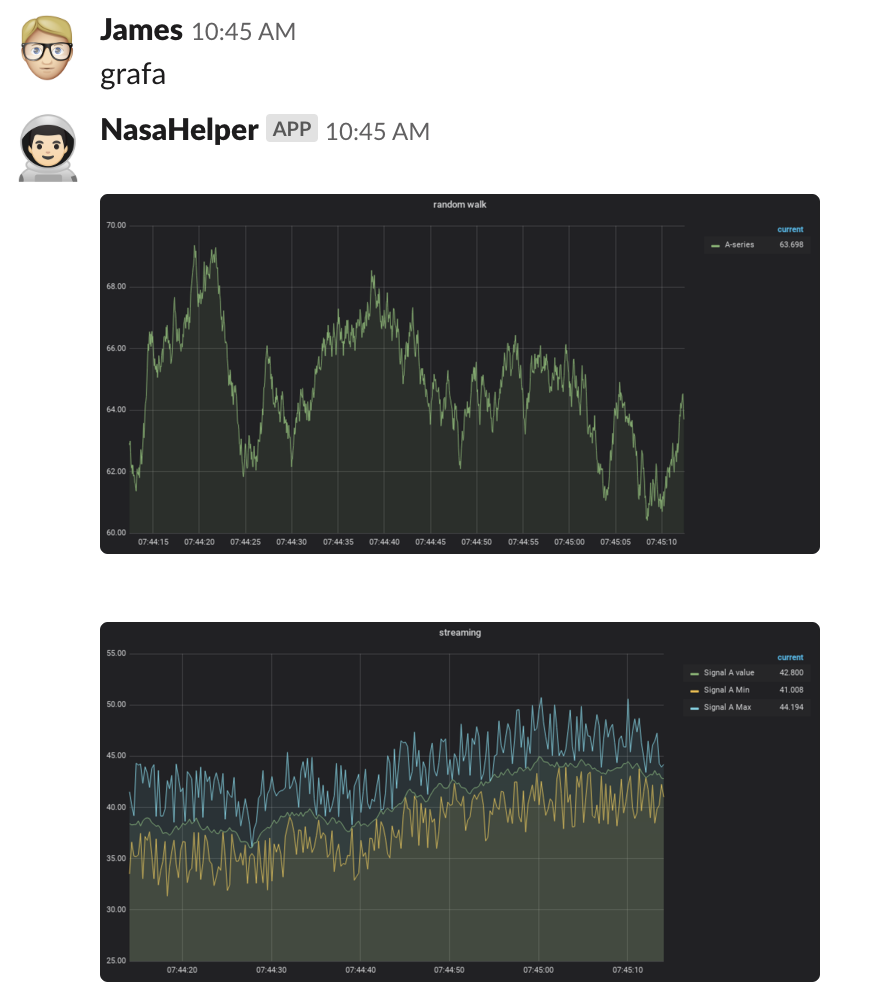 James 10:45 AM
grafa
NasaHelper APP 10:45 AM
random walk
70.00
68.00
66.00
64.00
62.00
60.00
07:44:15 07:44:20 07:44:25 07:44:30 07:44:35 07:44:40 07:44:45 07:44:50 07:44:55 07:45:00 07:45:05 07:45:10
current
A-series 63.698
streaming
55.00
50.00
45.00
40.00
35.00
30.00
25.00
07:44:20 07:44:30 07:44:40 07:44:50 07:45:00 07:45:10
current
Signal A value 42.800
Signal A Min 41.008
Signal A Max 44.194